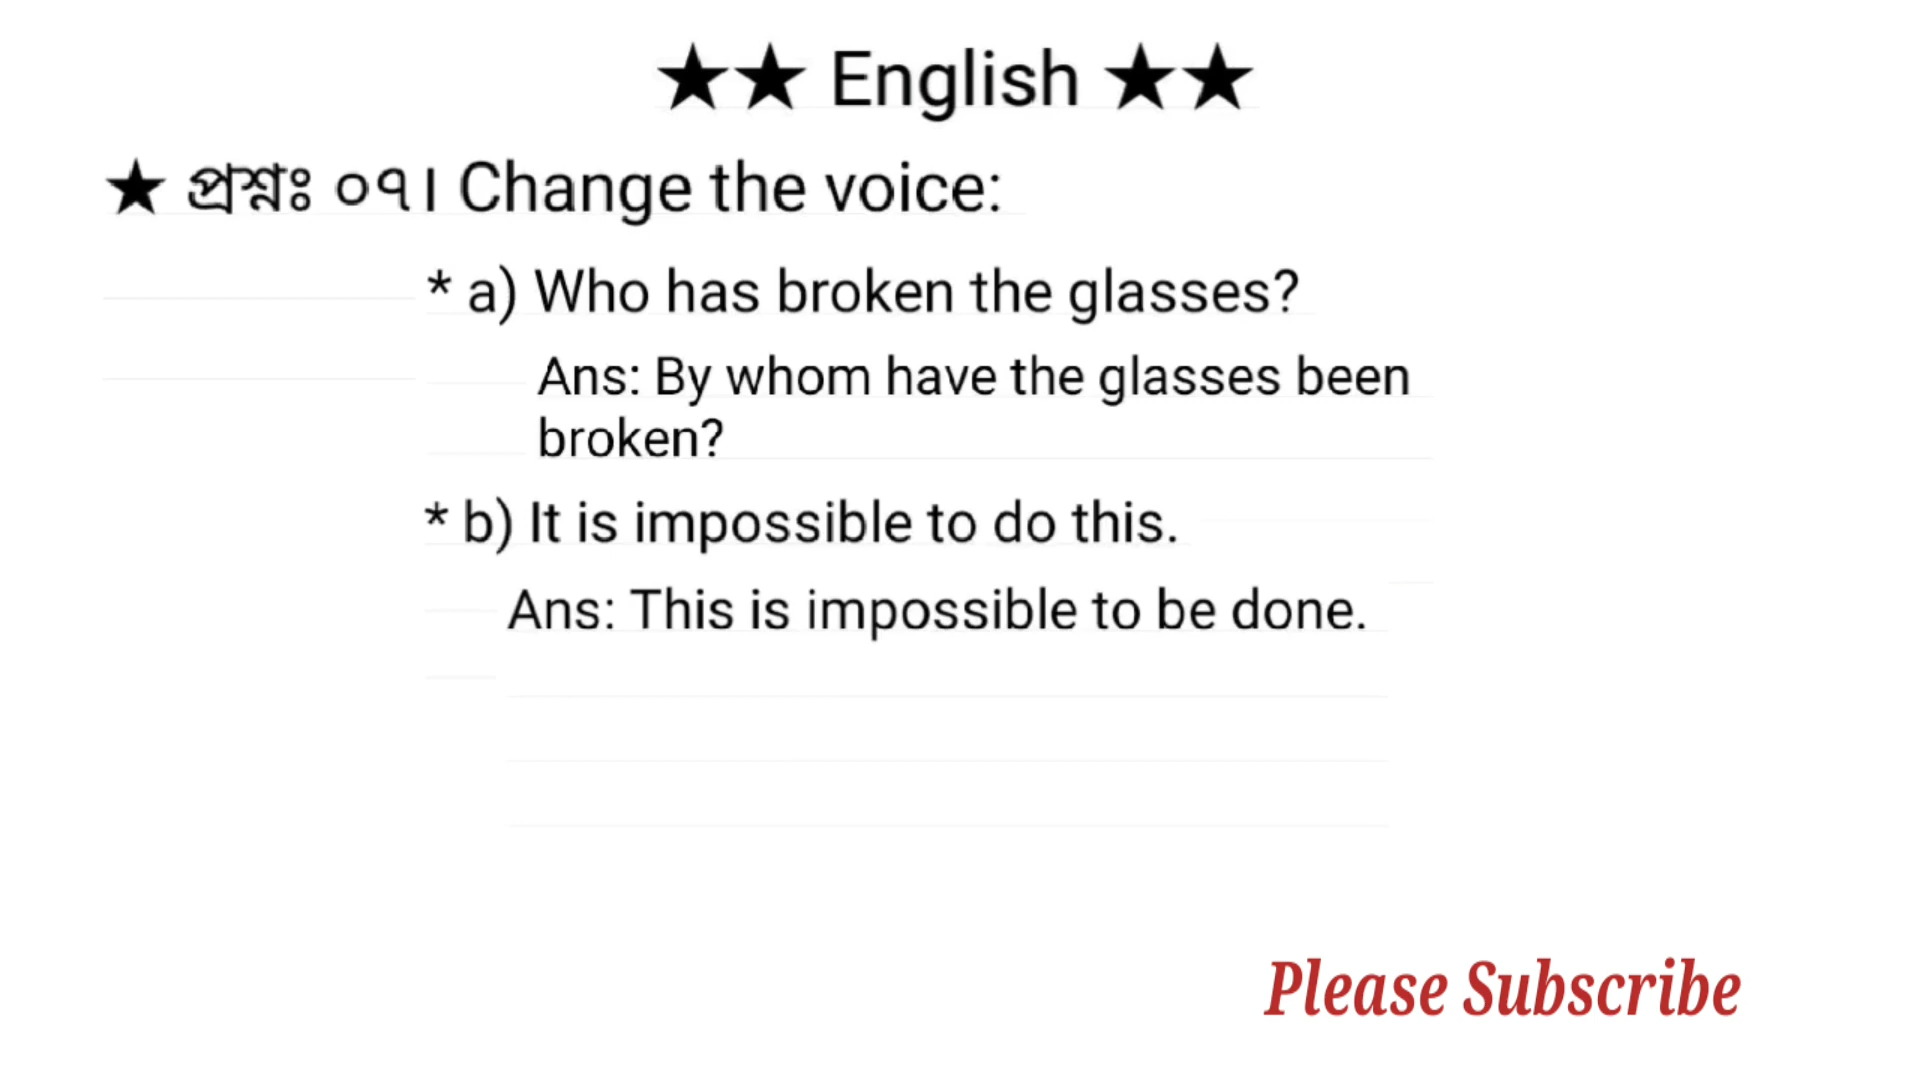 ★★ English ★★
★ প্রশ্নঃ ০৭। Change the voice:
* a) Who has broken the glasses?
Ans: By whom have the glasses been
broken?
* b) It is impossible to do this.
Ans: This is impossible to be done.
Please Subscribe